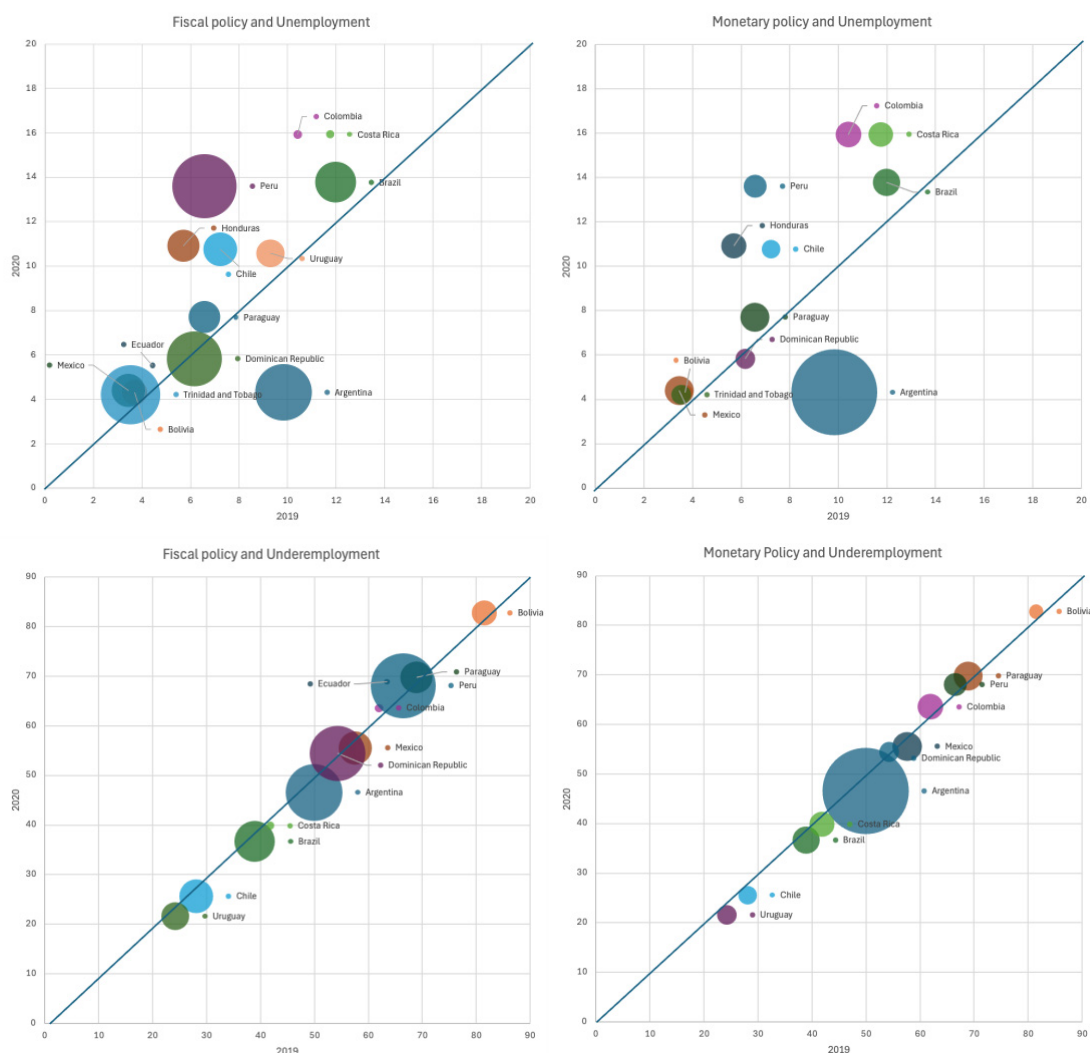 Fiscal policy and Unemployment
20
18
16
14
12
10
8
6
4
2
0
0 2 4 6 8 10 12 14 16 18 20
2020
2019
Colombia
Costa Rica
Peru
Brazil
Honduras
Uruguay
Chile
Paraguay
Ecuador
Mexico
Dominican Republic
Trinidad and Tobago
Argentina
Bolivia
Monetary policy and Unemployment
20
18
16
14
12
10
8
6
4
2
0
0 2 4 6 8 10 12 14 16 18 20
2020
2019
Colombia
Costa Rica
Peru
Brazil
Honduras
Chile
Paraguay
Dominican Republic
Bolivia
Trinidad and Tobago
Argentina
Mexico
Fiscal policy and Underemployment
90
80
70
60
50
40
30
20
10
0
0 10 20 30 40 50 60 70 80 90
2020
2019
Bolivia
Paraguay
Ecuador
Peru
Colombia
Mexico
Dominican Republic
Argentina
Costa Rica
Brazil
Chile
Uruguay
Monetary Policy and Underemployment
90
80
70
60
50
40
30
20
10
0
0 10 20 30 40 50 60 70 80 90
2020
2019
Bolivia
Paraguay
Peru
Colombia
Mexico
Dominican Republic
Argentina
Costa Rica
Brazil
Chile
Uruguay